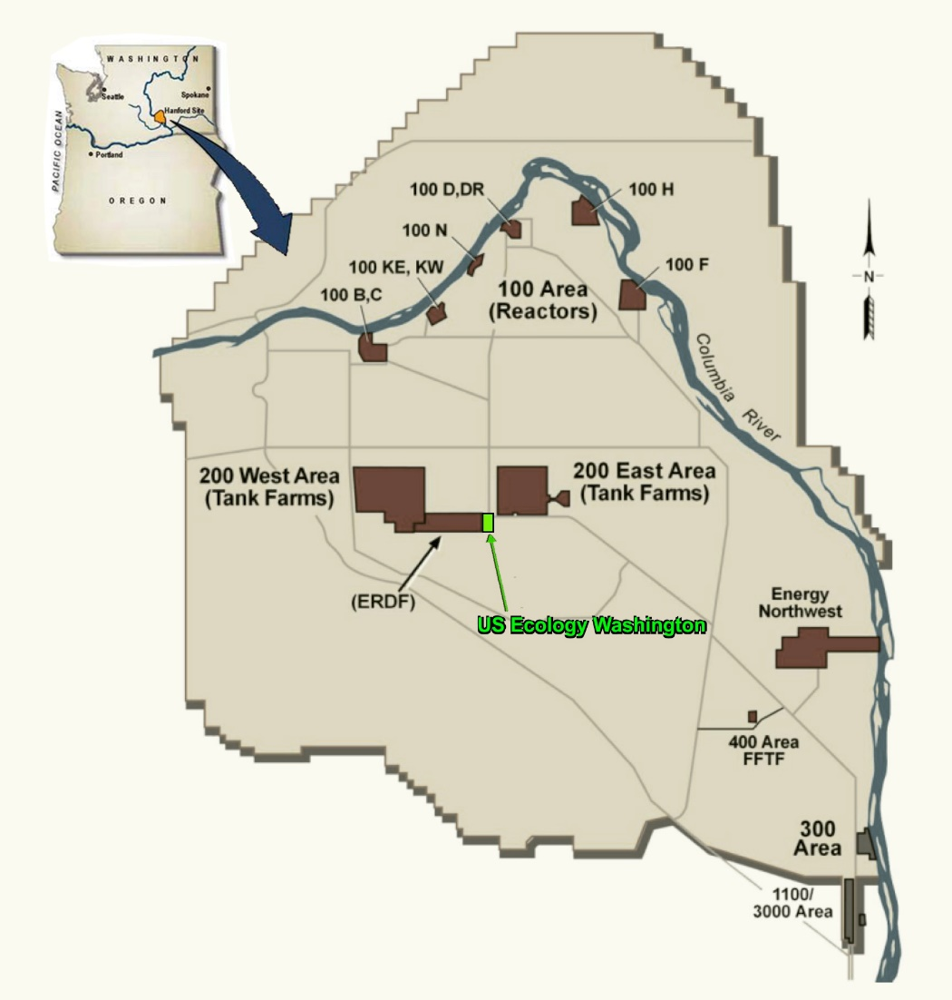 WASHINGTON
Seattle
Spokane
Hanford Site
PACIFIC OCEAN
Portland
OREGON
100 D,DR
100 H
100 N
100 KE, KW
100 F
100 B,C
100 Area
(Reactors)
N
Columbia River
200 West Area
(Tank Farms)
200 East Area
(Tank Farms)
(ERDF)
US Ecology Washington
Energy
Northwest
400 Area
FFTF
300
Area
1100/
3000 Area